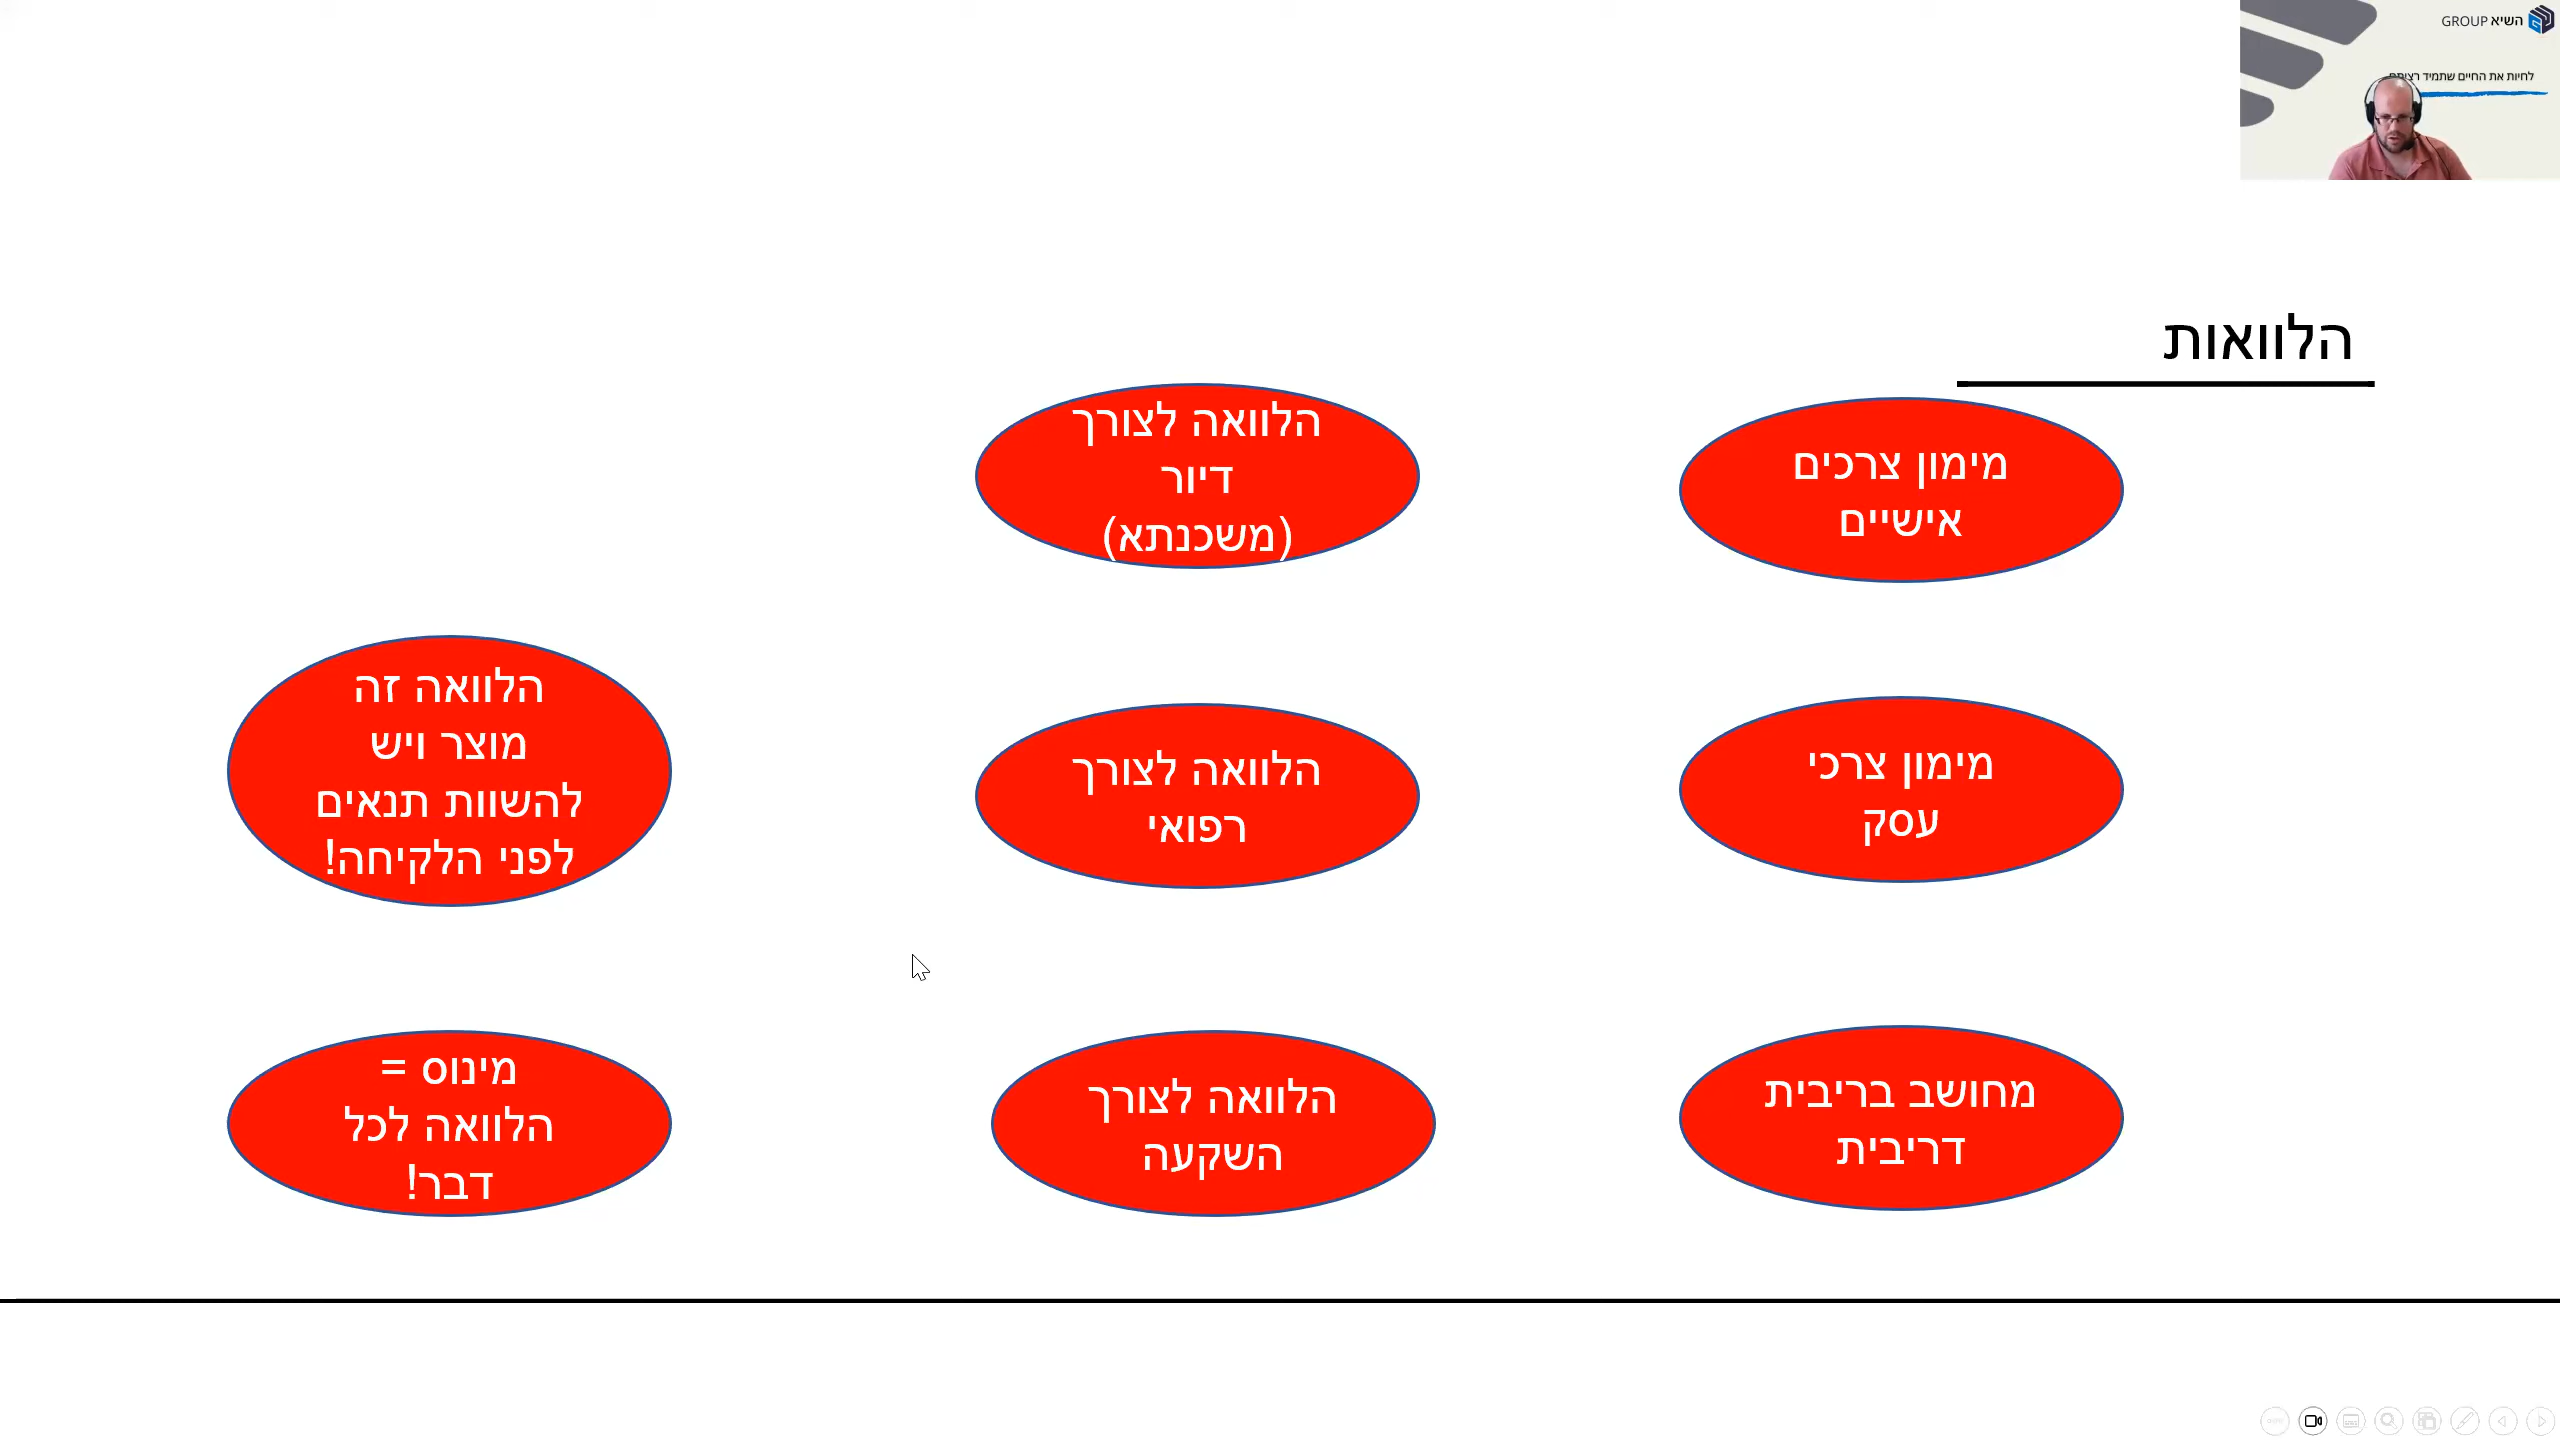 השיא GROUP
לחיות את החיים שתמיד
הלוואות
מימון צרכים
אישיים
הלוואה לצורך
דיור
(משכנתא)
מימון צרכי
עסק
הלוואה לצורך
רפואי
הלוואה זה
מוצר ויש
להשוות תנאים
לפני הלקיחה!
מחושב בריבית
דריבית
הלוואה לצורך
השקעה
מינוס =
הלוואה לכל
דבר!